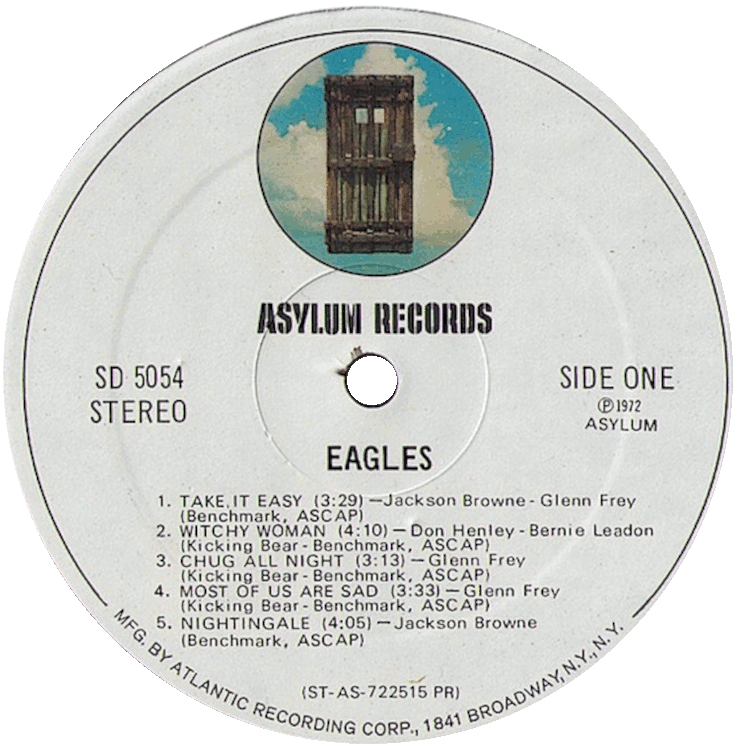 ASYLUM RECORDS
SD 5054
STEREO
SIDE ONE
Ⓟ1972
ASYLUM
EAGLES
1. TAKE IT EASY (3:29) — Jackson Browne - Glenn Frey
(Benchmark, ASCAP)
2. WITCHY WOMAN (4:10) — Don Henley - Bernie Leadon
(Kicking Bear - Benchmark, ASCAP)
3. CHUG ALL NIGHT (3:13) — Glenn Frey
(Kicking Bear - Benchmark, ASCAP)
4. MOST OF US ARE SAD (3:33) — Glenn Frey
(Kicking Bear - Benchmark, ASCAP)
5. NIGHTINGALE (4:05) — Jackson Browne
(Benchmark, ASCAP)
(ST-AS-722515 PR)
MFG. BY ATLANTIC RECORDING CORP., 1841 BROADWAY, N.Y., N.Y.